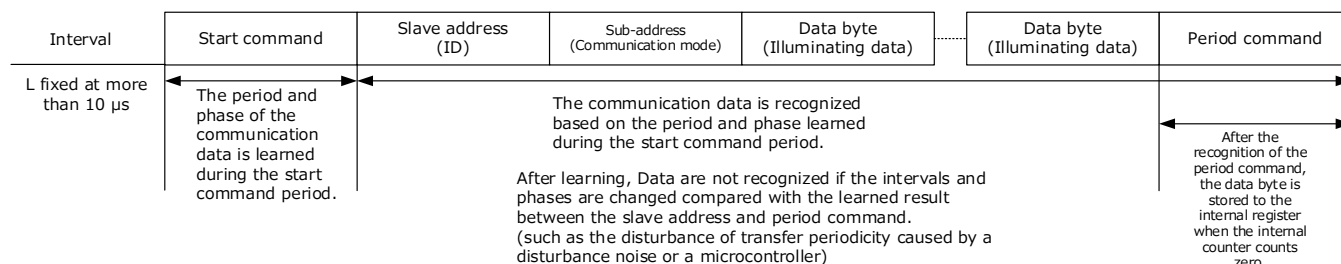 Interval
Start command
Slave address
(ID)
Sub-address
(Communication mode)
Data byte
(Illuminating data)
Data byte
(Illuminating data)
Period command
L fixed at more
than 10 µs
The period and
phase of the
communication
data is learned
during the start
command period.
The communication data is recognized
based on the period and phase learned
during the start command period.
After learning, Data are not recognized if the intervals and
phases are changed compared with the learned result
between the slave address and period command.
(such as the disturbance of transfer periodicity caused by a
disturbance noise or a microcontroller)
After the
recognition of the
period command,
the data byte is
stored to the
internal register
when the internal
counter counts
zero